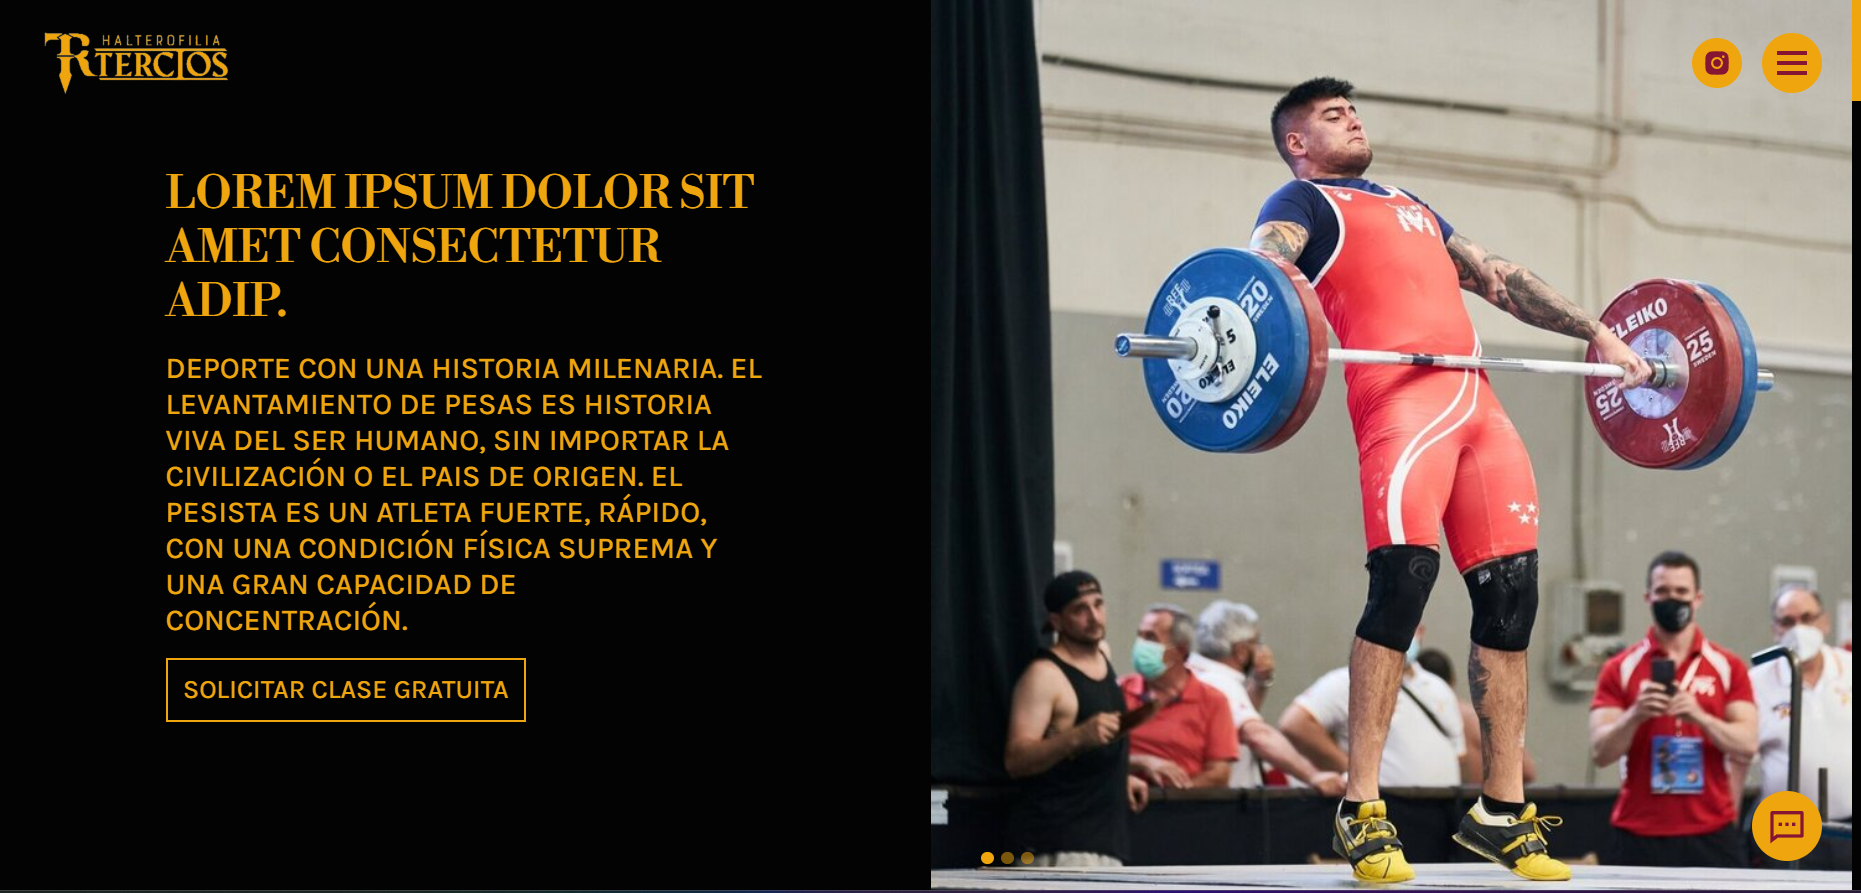 HALTEROFILIA
TERCIOS
LOREM IPSUM DOLOR SIT
AMET CONSECTETUR
ADIP.
DEPORTE CON UNA HISTORIA MILENARIA. EL
LEVANTAMIENTO DE PESAS ES HISTORIA
VIVA DEL SER HUMANO, SIN IMPORTAR LA
CIVILIZACIÓN O EL PAIS DE ORIGEN. EL
PESISTA ES UN ATLETA FUERTE, RÁPIDO,
CON UNA CONDICIÓN FÍSICA SUPREMA Y
UNA GRAN CAPACIDAD DE
CONCENTRACIÓN.
SOLICITAR CLASE GRATUITA
20
SWEDEN
5
ELEIKO
20
ELEIKO
25
SWEDEN
25